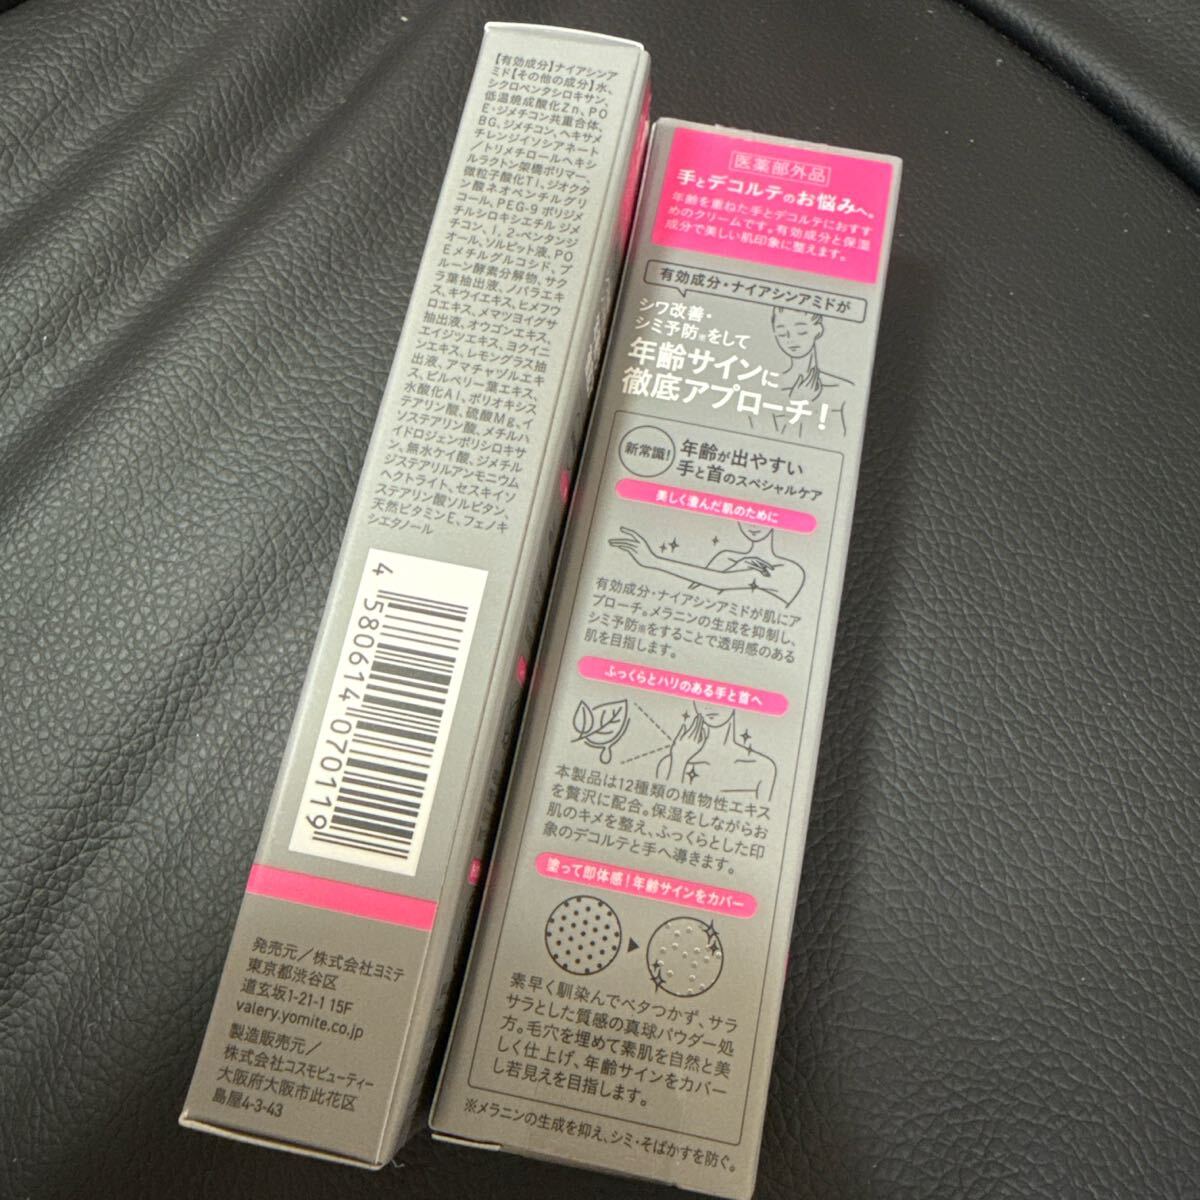 【有効成分】ナイアシンア
ミド【その他の成分】水、
シクロペンタシロキサン、
低温焼成酸化Zn、PO
E・ジメチコン共重合体、
BG、ジメチコン、ヘキサメ
チレンジイソシアネート
/トリメチロールヘキシ
ルラクトン架橋ポリマー、
微粒子酸化Ti、ジオクタ
ン酸ネオペンチルグリ
コール、PEG-9 ポリジメ
チルシロキシエチル ジメ
チコン、1, 2-ペンタンジ
オール、ソルビット液、PO
Eメチルグルコシド、プ
ルーン酵素分解物、サク
ラ葉抽出液、ノバラエキ
ス、キウイエキス、ヒメフウ
ロエキス、メマツヨイグサ
抽出液、オウゴンエキス、
エイジツエキス、ヨクイニ
ンエキス、レモングラス抽
出液、アマチャヅルエキ
ス、ビルベリー葉エキス、
水酸化Al、ポリオキシス
テアリン酸、硫酸Mg、イ
ソステアリン酸、メチルハ
イドロジェンポリシロキサ
ン、無水ケイ酸、ジメチル
ジステアリルアンモニウム
ヘクトライト、セスキイソ
ステアリン酸ソルビタン、
天然ビタミンE、フェノキ
シエタノール
4 580614 070119
発売元/株式会社ヨミテ
東京都渋谷区
道玄坂1-21-1 15F
valery.yomite.co.jp
製造販売元/
株式会社コスモビューティー
大阪府大阪市此花区
島屋4-3-43
医薬部外品
手とデコルテのお悩みへ。
年齢を重ねた手とデコルテにおすす
めのクリームです。有効成分と保湿
成分で美しい肌印象に整えます。
有効成分・ナイアシンアミドが
シワ改善・
シミ予防※をして
年齢サインに
徹底アプローチ!
新常識!
年齢が出やすい
手と首のスペシャルケア
美しく澄んだ肌のために
有効成分・ナイアシンアミドが肌にア
プローチ。メラニンの生成を抑制し、
シミ予防※をすることで透明感のある
肌を目指します。
ふっくらとハリのある手と首へ
本製品は12種類の植物性エキス
を贅沢に配合。保湿をしながらお
肌のキメを整え、ふっくらとした印
象のデコルテと手へ導きます。
塗って即体感!年齢サインをカバー
素早く馴染んでベタつかず、サラ
サラとした質感の真球パウダー処
方。毛穴を埋めて素肌を自然と美
しく仕上げ、年齢サインをカバー
し若見えを目指します。
※メラニンの生成を抑え、シミ・そばかすを防ぐ。